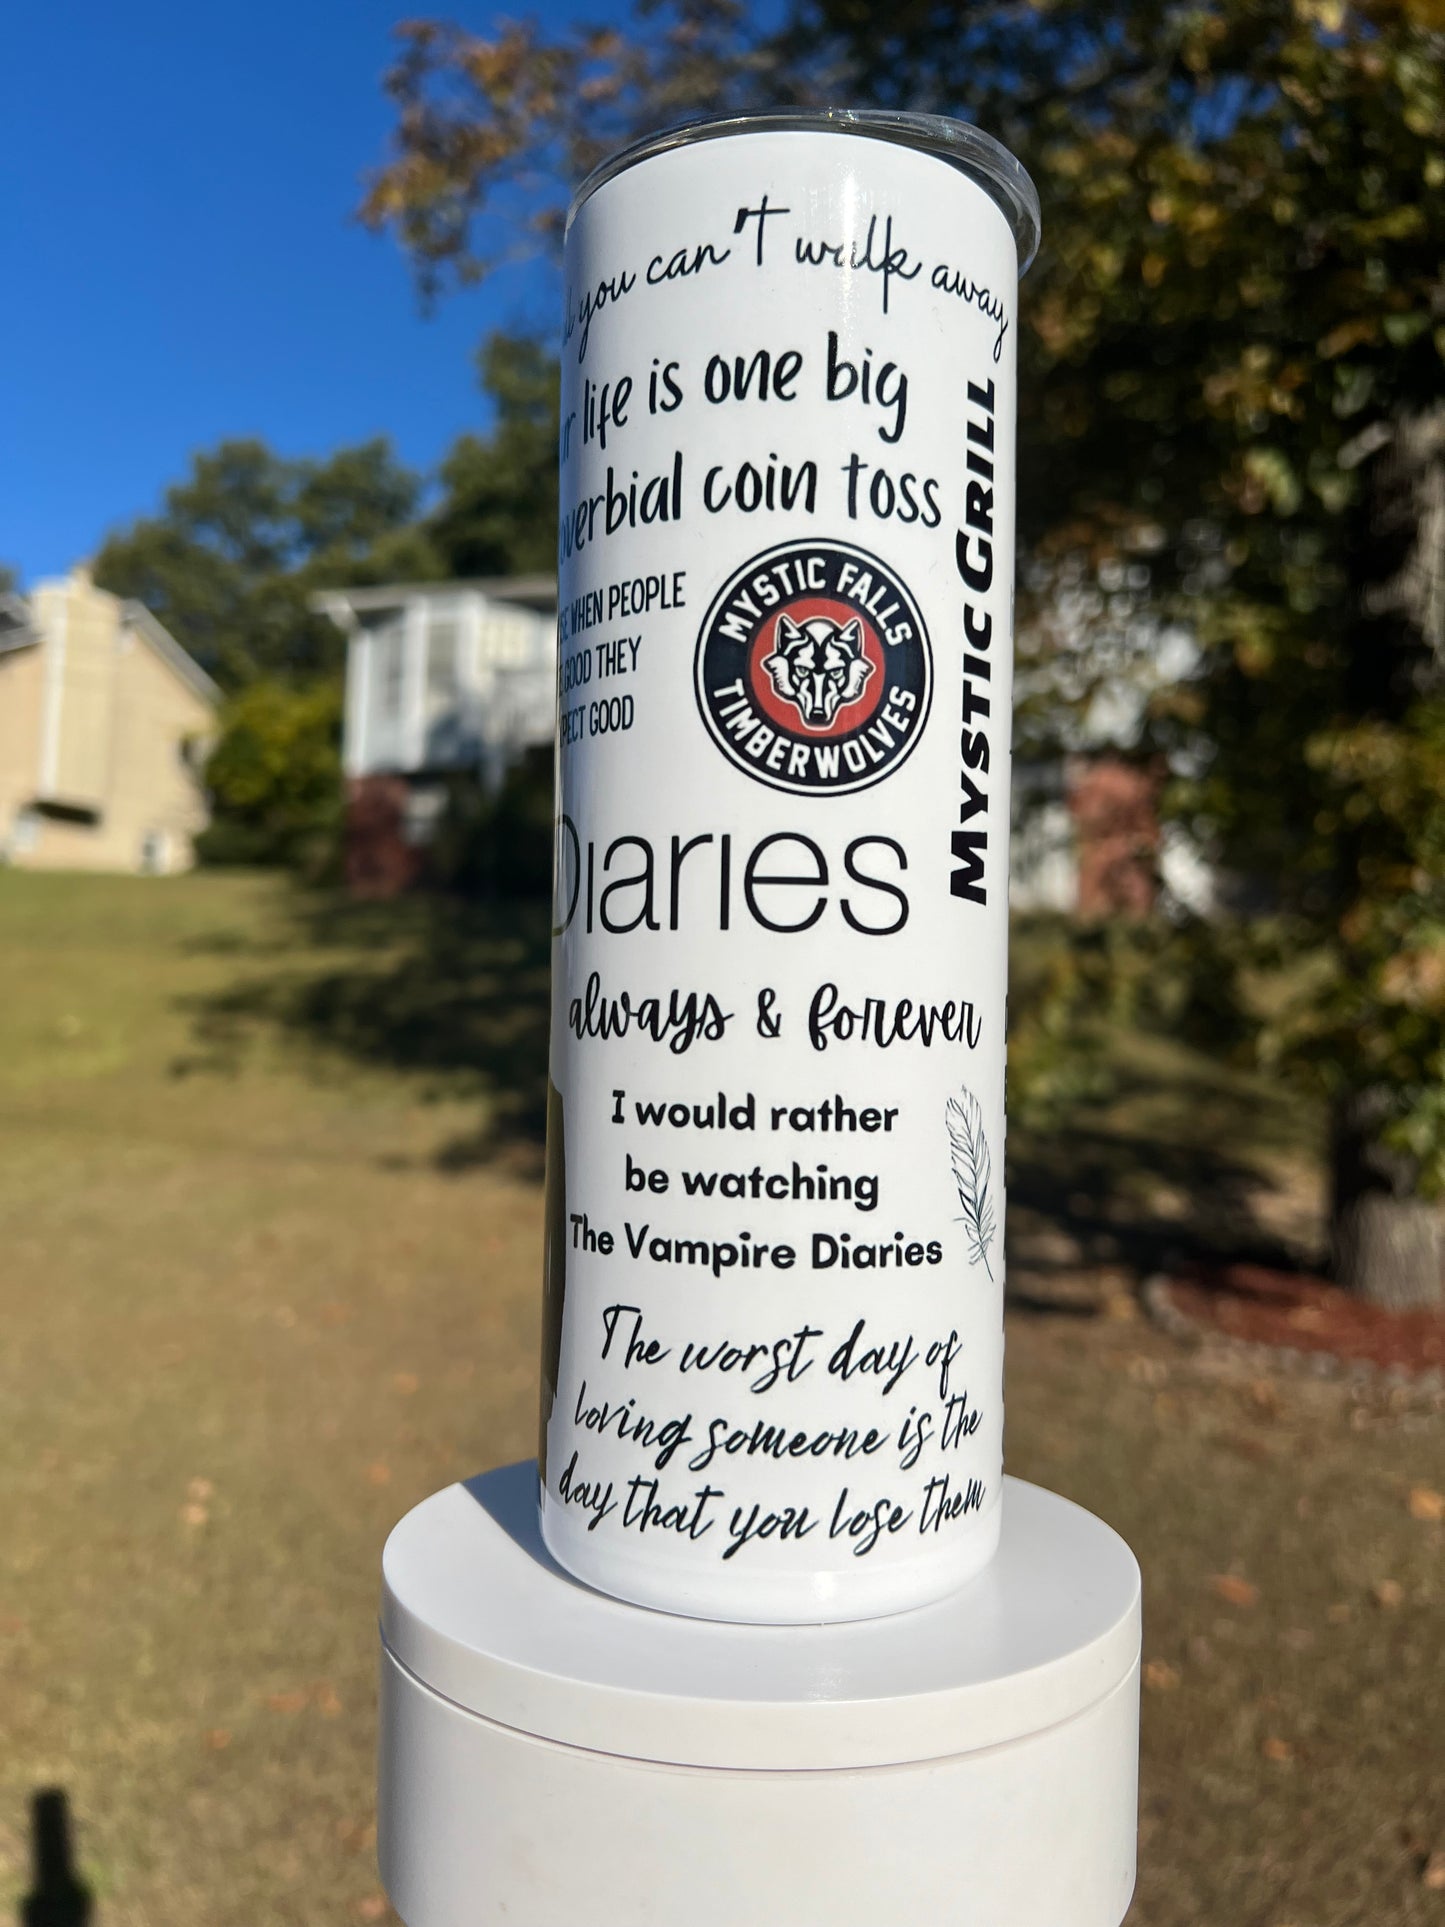 you can't walk away
life is one big
coin toss
WHEN PEOPLE
GOOD THEY
GOOD
MYSTIC FALLS
TIMBERWOLVES
MYSTIC GRILL
Diaries
always & forever
I would rather
be watching
The Vampire Diaries
The worst day of
loving someone is the
day that you lose them